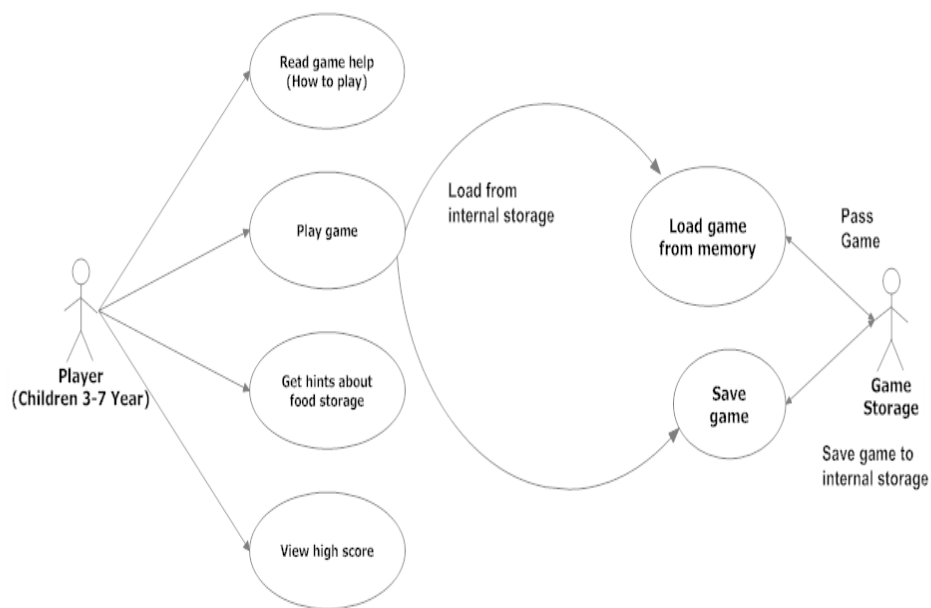 Read game help
(How to play)
Play game
Load from
internal storage
Load game
from memory
Pass
Game
Player
(Children 3-7 Year)
Get hints about
food storage
Save
game
Game
Storage
Save game to
internal storage
View high score